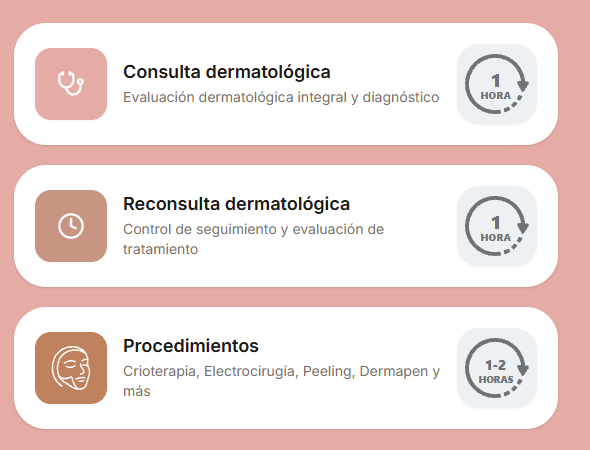 Consulta dermatológica
Evaluación dermatológica integral y diagnóstico
1
HORA
Reconsulta dermatológica
Control de seguimiento y evaluación de
tratamiento
1
HORA
Procedimientos
Crioterapia, Electrocirugía, Peeling, Dermapen y
más
1-2
HORAS